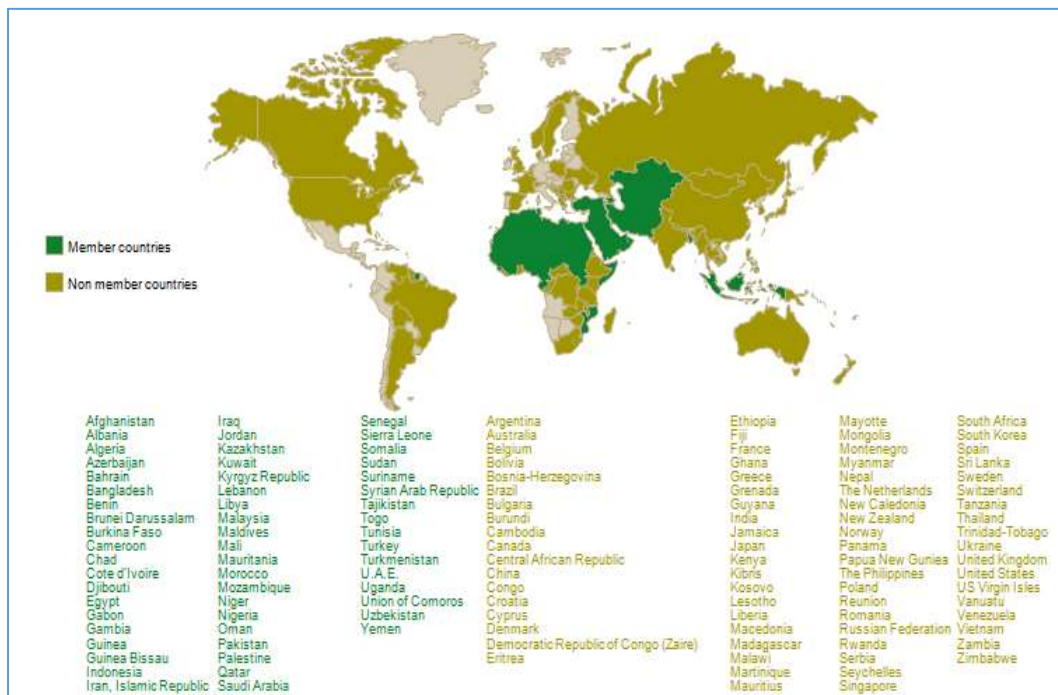 Member countries
Non member countries
Afghanistan
Albania
Algeria
Azerbaijan
Bahrain
Bangladesh
Benin
Brunei Darussalam
Burkina Faso
Cameroon
Chad
Cote d'Ivoire
Djibouti
Egypt
Gabon
Gambia
Guinea
Guinea Bissau
Indonesia
Iran, Islamic Republic
Iraq
Jordan
Kazakhstan
Kuwait
Kyrgyz Republic
Lebanon
Libya
Malaysia
Maldives
Mali
Mauritania
Morocco
Mozambique
Niger
Nigeria
Oman
Pakistan
Palestine
Qatar
Saudi Arabia
Senegal
Sierra Leone
Somalia
Sudan
Suriname
Syrian Arab Republic
Tajikistan
Togo
Tunisia
Turkey
Turkmenistan
U.A.E.
Uganda
Union of Comoros
Uzbekistan
Yemen
Argentina
Australia
Belgium
Bolivia
Bosnia-Herzegovina
Brazil
Bulgaria
Burundi
Cambodia
Canada
Central African Republic
China
Congo
Croatia
Cyprus
Denmark
Democratic Republic of Congo (Zaire)
Eritrea
Ethiopia
Fiji
France
Ghana
Greece
Grenada
Guyana
India
Jamaica
Japan
Kenya
Kibris
Kosovo
Lesotho
Liberia
Macedonia
Madagascar
Malawi
Martinique
Mauritius
Mayotte
Mongolia
Montenegro
Myanmar
Nepal
The Netherlands
New Caledonia
New Zealand
Norway
Panama
Papua New Guniea
The Philippines
Poland
Reunion
Romania
Russian Federation
Rwanda
Serbia
Seychelles
Singapore
South Africa
South Korea
Spain
Sri Lanka
Sweden
Switzerland
Tanzania
Thailand
Trinidad-Tobago
Ukraine
United Kingdom
United States
US Virgin Isles
Vanuatu
Venezuela
Vietnam
Zambia
Zimbabwe